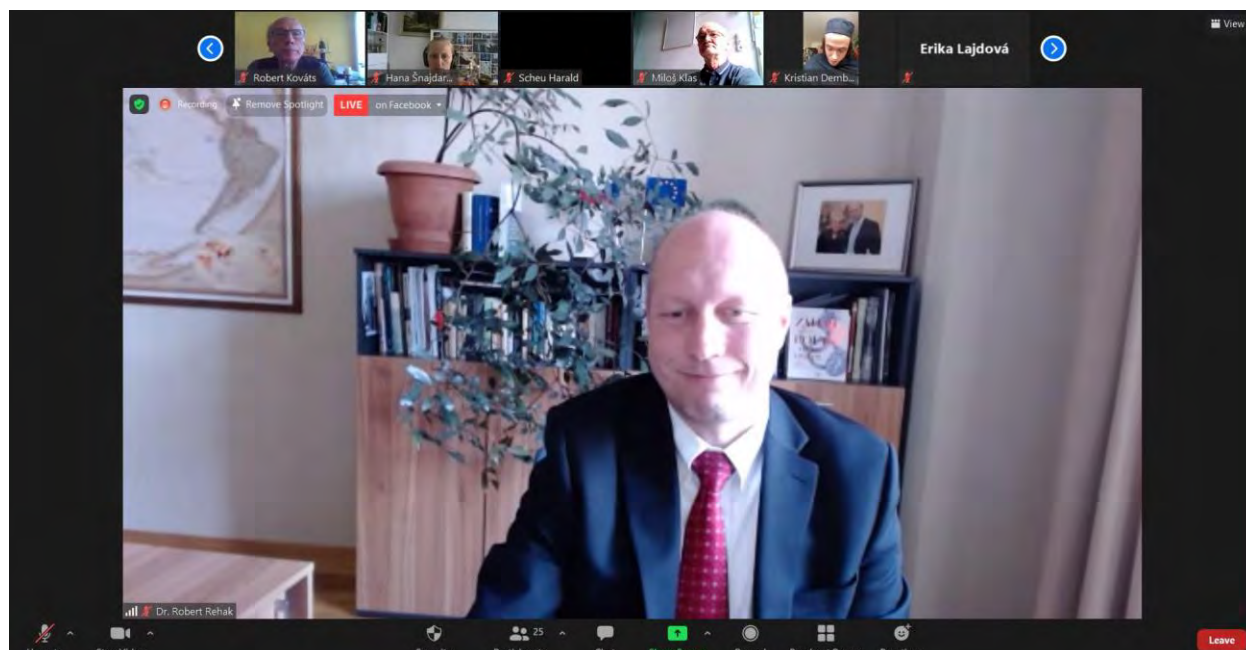 View
Erika Lajdová
Robert Kováts
Hana Šnajdar...
Scheu Harald
Miloš Klas
Kristian Demb...
Recording
Remove Spotlight
LIVE on Facebook
Dr. Robert Rehak
25
Leave